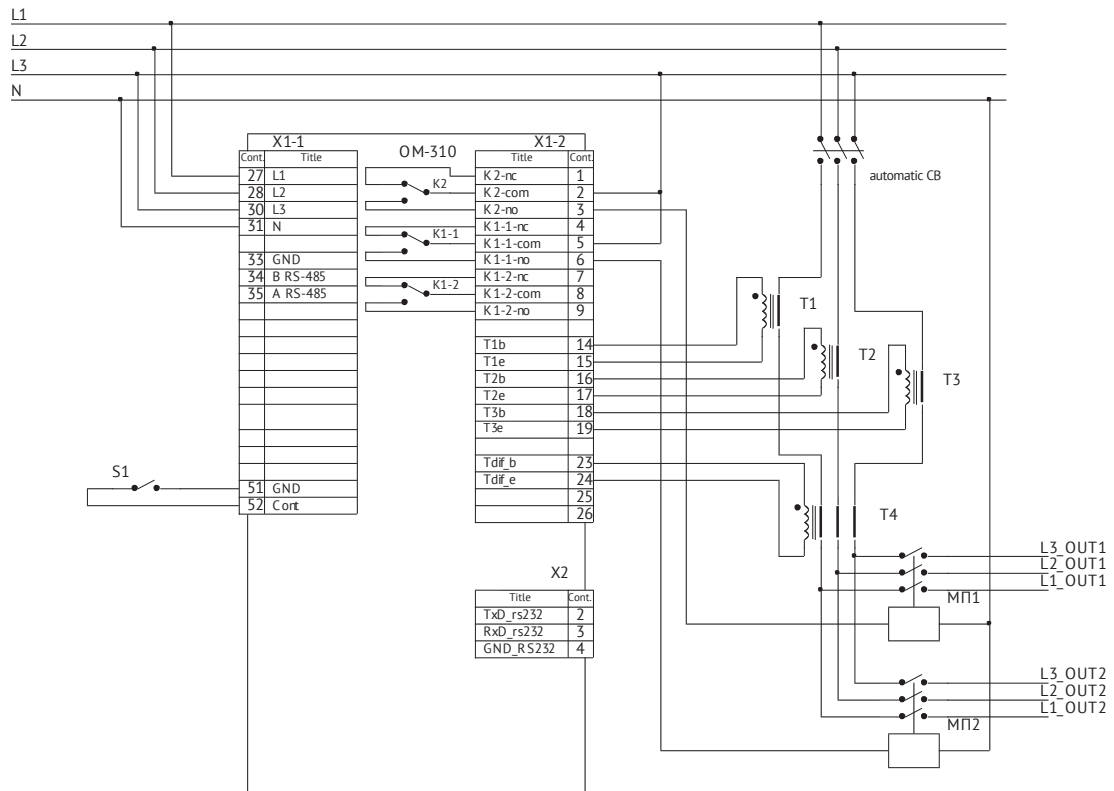 L1
L2
L3
N
X1-1
Cont. Title
27 L1
28 L2
30 L3
31 N
33 GND
34 B RS-485
35 A RS-485
51 GND
52 Cont
OM-310
K2
K1-1
K1-2
X1-2
Title Cont.
K2-nc 1
K2-com 2
K2-no 3
K1-1-nc 4
K1-1-com 5
K1-1-no 6
K1-2-nc 7
K1-2-com 8
K1-2-no 9
T1b 14
T1e 15
T2b 16
T2e 17
T3b 18
T3e 19
Tdif_b 23
Tdif_e 24
25
26
automatic CB
T1
T2
T3
T4
S1
X2
Title Cont.
TxD_rs232 2
RxD_rs232 3
GND_RS232 4
L3_OUT1
L2_OUT1
L1_OUT1
МП1
L3_OUT2
L2_OUT2
L1_OUT2
МП2